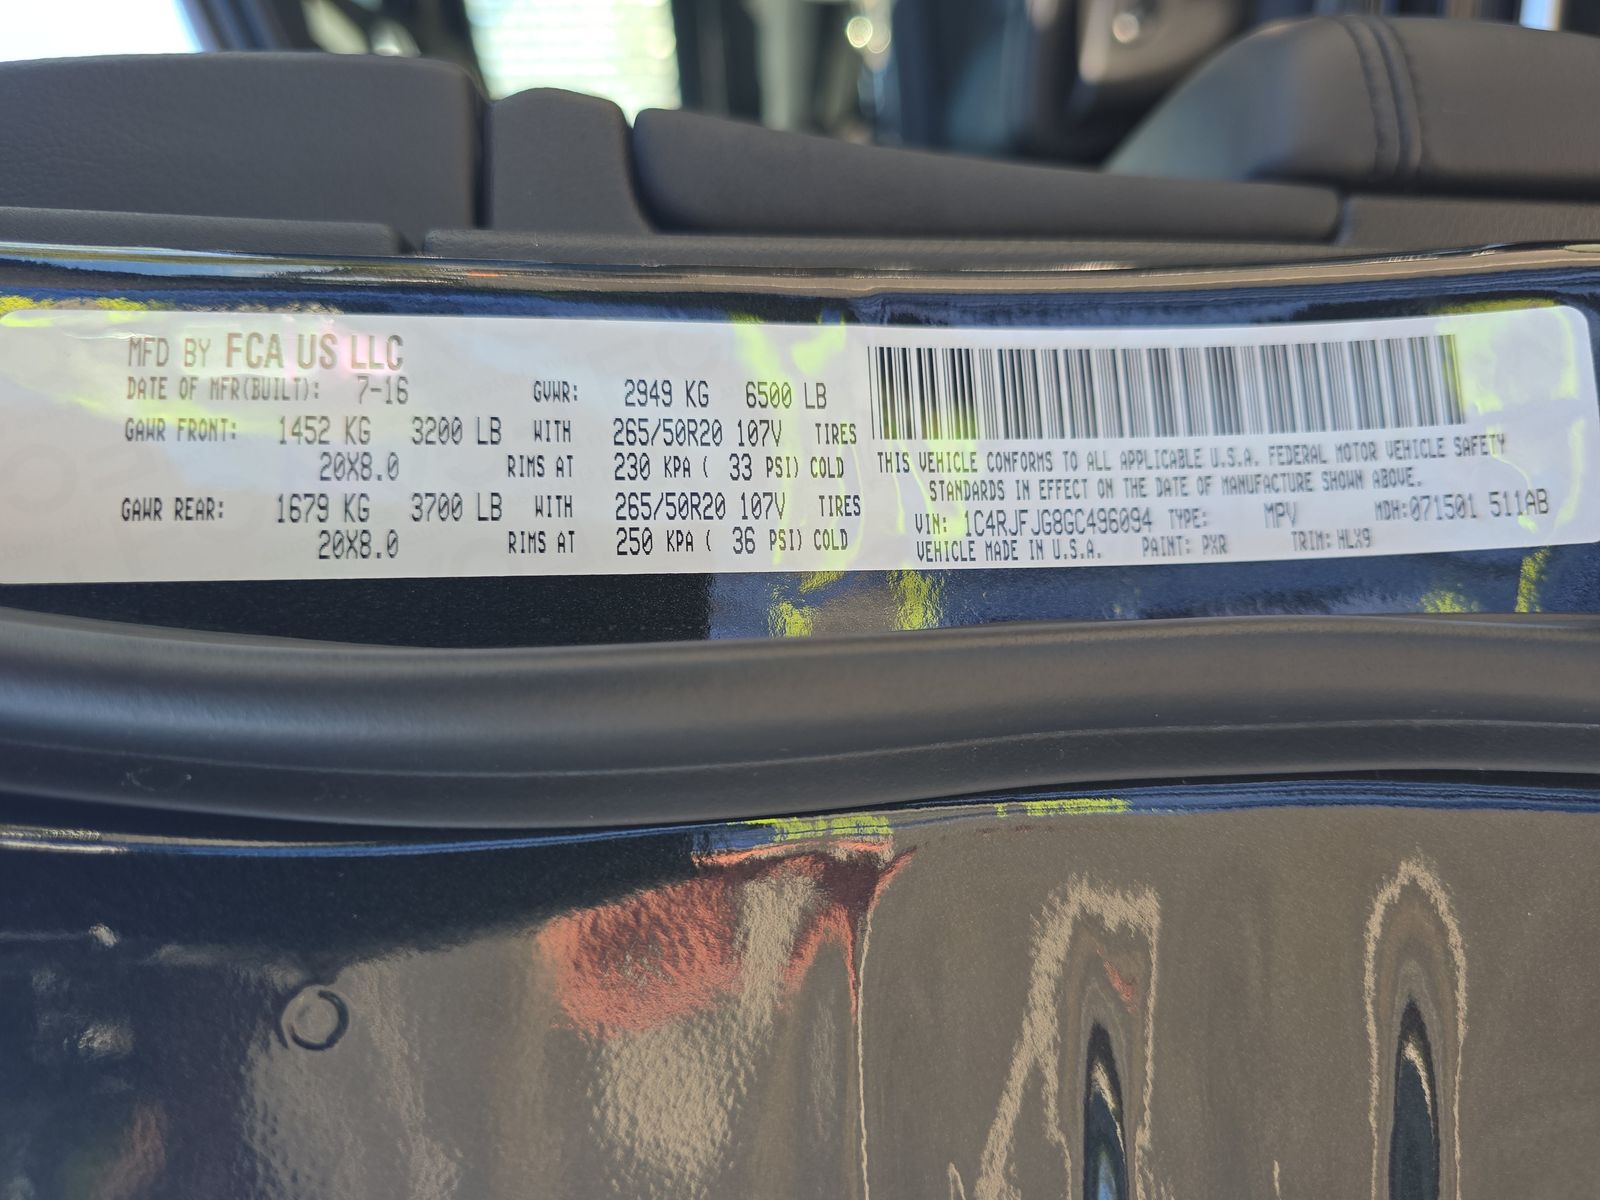 MFD BY FCA US LLC
DATE OF MFR(BUILT): 7-16 GVWR: 2949 KG 6500 LB
GAWR FRONT: 1452 KG 3200 LB WITH 265/50R20 107V TIRES
20X8.0 RIMS AT 230 KPA ( 33 PSI) COLD
GAWR REAR: 1679 KG 3700 LB WITH 265/50R20 107V TIRES
20X8.0 RIMS AT 250 KPA ( 36 PSI) COLD
THIS VEHICLE CONFORMS TO ALL APPLICABLE U.S.A. FEDERAL MOTOR VEHICLE SAFETY
STANDARDS IN EFFECT ON THE DATE OF MANUFACTURE SHOWN ABOVE.
VIN: 1C4RJFJG8GC496094 TYPE: MPV MDH:071501 511AB
VEHICLE MADE IN U.S.A. PAINT: PXR TRIM: HLX9